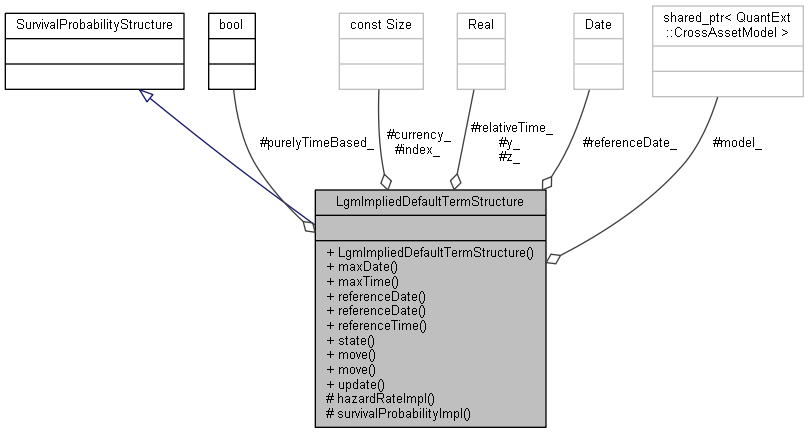 SurvivalProbabilityStructure
bool
const Size
Real
Date
shared_ptr< QuantExt
::CrossAssetModel >
#purelyTimeBased_
#currency_
#index_
#relativeTime_
#y_
#z_
#referenceDate_
#model_
LgmImpliedDefaultTermStructure
+ LgmImpliedDefaultTermStructure()
+ maxDate()
+ maxTime()
+ referenceDate()
+ referenceDate()
+ referenceTime()
+ state()
+ move()
+ move()
+ update()
# hazardRateImpl()
# survivalProbabilityImpl()